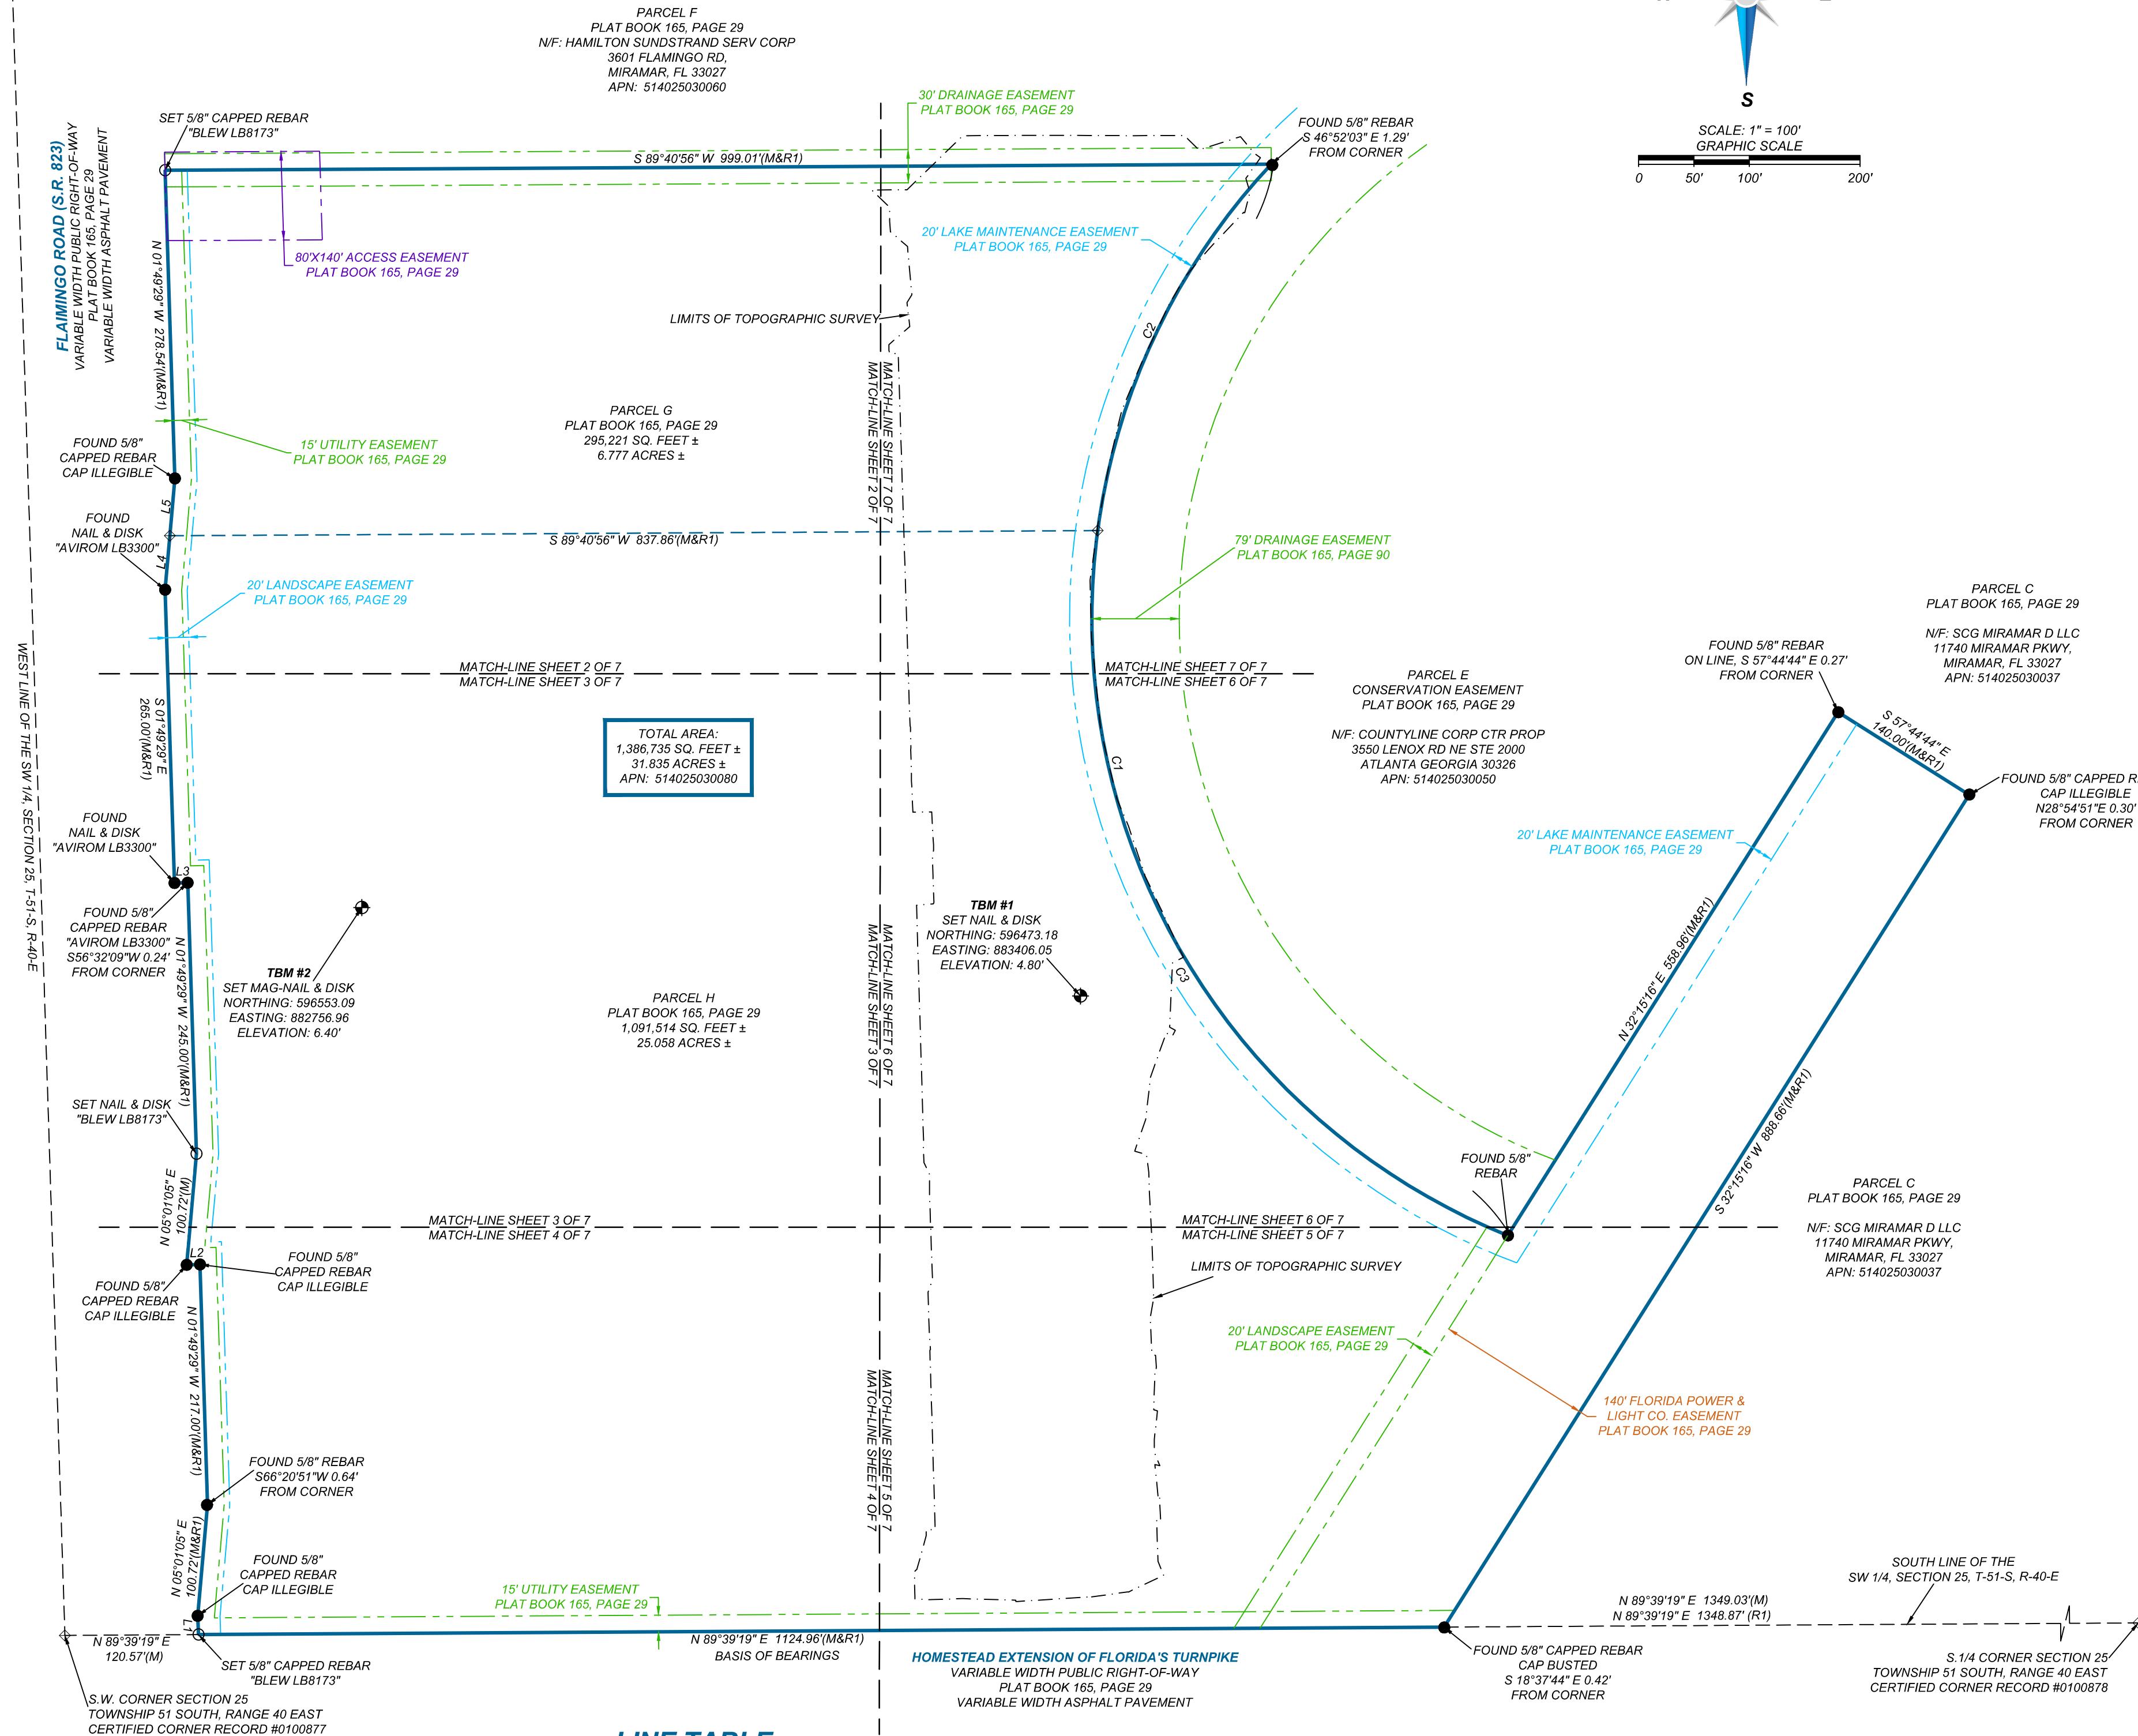 PARCEL F
PLAT BOOK 165, PAGE 29
N/F: HAMILTON SUNDSTRAND SERV CORP
3601 FLAMINGO RD,
MIRAMAR, FL 33027
APN: 514025030060
S
SCALE: 1" = 100'
GRAPHIC SCALE
0 50' 100' 200'
30' DRAINAGE EASEMENT
PLAT BOOK 165, PAGE 29
SET 5/8" CAPPED REBAR
"BLEW LB8173"
FOUND 5/8" REBAR
S 46°52'03" E 1.29'
FROM CORNER
S 89°40'56" W 999.01'(M&R1)
FLAIMINGO ROAD (S.R. 823)
VARIABLE WIDTH PUBLIC RIGHT-OF-WAY
PLAT BOOK 165, PAGE 29
VARIABLE WIDTH ASPHALT PAVEMENT
N 01°49'29" W 278.54'(M&R1)
80'X140' ACCESS EASEMENT
PLAT BOOK 165, PAGE 29
20' LAKE MAINTENANCE EASEMENT
PLAT BOOK 165, PAGE 29
LIMITS OF TOPOGRAPHIC SURVEY
C2
MATCH-LINE SHEET 7 OF 7
MATCH-LINE SHEET 2 OF 7
PARCEL G
PLAT BOOK 165, PAGE 29
295,221 SQ. FEET ±
6.777 ACRES ±
15' UTILITY EASEMENT
PLAT BOOK 165, PAGE 29
FOUND 5/8"
CAPPED REBAR
CAP ILLEGIBLE
L5
FOUND
NAIL & DISK
"AVIROM LB3300"
L4
S 89°40'56" W 837.86'(M&R1)
79' DRAINAGE EASEMENT
PLAT BOOK 165, PAGE 90
20' LANDSCAPE EASEMENT
PLAT BOOK 165, PAGE 29
PARCEL C
PLAT BOOK 165, PAGE 29
N/F: SCG MIRAMAR D LLC
11740 MIRAMAR PKWY,
MIRAMAR, FL 33027
APN: 514025030037
FOUND 5/8" REBAR
ON LINE, S 57°44'44" E 0.27'
FROM CORNER
WEST LINE OF THE SW 1/4, SECTION 25, T-51-S, R-40-E
MATCH-LINE SHEET 2 OF 7
MATCH-LINE SHEET 3 OF 7
MATCH-LINE SHEET 7 OF 7
MATCH-LINE SHEET 6 OF 7
PARCEL E
CONSERVATION EASEMENT
PLAT BOOK 165, PAGE 29
N/F: COUNTYLINE CORP CTR PROP
3550 LENOX RD NE STE 2000
ATLANTA GEORGIA 30326
APN: 514025030050
S 01°49'29" E
265.00'(M&R1)
TOTAL AREA:
1,386,735 SQ. FEET ±
31.835 ACRES ±
APN: 514025030080
C1
S 57°44'44" E
140.00'(M&R1)
FOUND 5/8" CAPPED
CAP ILLEGIBLE
N28°54'51"E 0.30'
FROM CORNER
FOUND
NAIL & DISK
"AVIROM LB3300"
L3
20' LAKE MAINTENANCE EASEMENT
PLAT BOOK 165, PAGE 29
FOUND 5/8"
CAPPED REBAR
"AVIROM LB3300"
S56°32'09"W 0.24'
FROM CORNER
N 01°49'29" W 245.00'(M&R1)
TBM #2
SET MAG-NAIL & DISK
NORTHING: 596553.09
EASTING: 882756.96
ELEVATION: 6.40'
TBM #1
SET NAIL & DISK
NORTHING: 596473.18
EASTING: 883406.05
ELEVATION: 4.80'
C3
MATCH-LINE SHEET 6 OF 7
MATCH-LINE SHEET 3 OF 7
N 32°15'16" E 558.96'(M&R1)
PARCEL H
PLAT BOOK 165, PAGE 29
1,091,514 SQ. FEET ±
25.058 ACRES ±
SET NAIL & DISK
"BLEW LB8173"
N 05°01'05" E
100.72'(M)
FOUND 5/8"
REBAR
S 32°15'16" W 888.66'(M&R1)
PARCEL C
PLAT BOOK 165, PAGE 29
N/F: SCG MIRAMAR D LLC
11740 MIRAMAR PKWY,
MIRAMAR, FL 33027
APN: 514025030037
MATCH-LINE SHEET 3 OF 7
MATCH-LINE SHEET 4 OF 7
MATCH-LINE SHEET 6 OF 7
MATCH-LINE SHEET 5 OF 7
L2
FOUND 5/8"
CAPPED REBAR
CAP ILLEGIBLE
FOUND 5/8"
CAPPED REBAR
CAP ILLEGIBLE
LIMITS OF TOPOGRAPHIC SURVEY
N 01°49'29" W 217.00'(M&R1)
20' LANDSCAPE EASEMENT
PLAT BOOK 165, PAGE 29
140' FLORIDA POWER &
LIGHT CO. EASEMENT
PLAT BOOK 165, PAGE 29
MATCH-LINE SHEET 5 OF 7
MATCH-LINE SHEET 4 OF 7
FOUND 5/8" REBAR
S66°20'51"W 0.64'
FROM CORNER
N 05°01'05" E
100.72'(M&R1)
FOUND 5/8"
CAPPED REBAR
CAP ILLEGIBLE
15' UTILITY EASEMENT
PLAT BOOK 165, PAGE 29
SOUTH LINE OF THE
SW 1/4, SECTION 25, T-51-S, R-40-E
L1
N 89°39'19" E
120.57'(M)
N 89°39'19" E 1124.96'(M&R1)
BASIS OF BEARINGS
N 89°39'19" E 1349.03'(M)
N 89°39'19" E 1348.87' (R1)
SET 5/8" CAPPED REBAR
"BLEW LB8173"
HOMESTEAD EXTENSION OF FLORIDA'S TURNPIKE
VARIABLE WIDTH PUBLIC RIGHT-OF-WAY
PLAT BOOK 165, PAGE 29
VARIABLE WIDTH ASPHALT PAVEMENT
FOUND 5/8" CAPPED REBAR
CAP BUSTED
S 18°37'44" E 0.42'
FROM CORNER
S.1/4 CORNER SECTION 25
TOWNSHIP 51 SOUTH, RANGE 40 EAST
CERTIFIED CORNER RECORD #0100878
S.W. CORNER SECTION 25
TOWNSHIP 51 SOUTH, RANGE 40 EAST
CERTIFIED CORNER RECORD #0100877
LINE TABLE